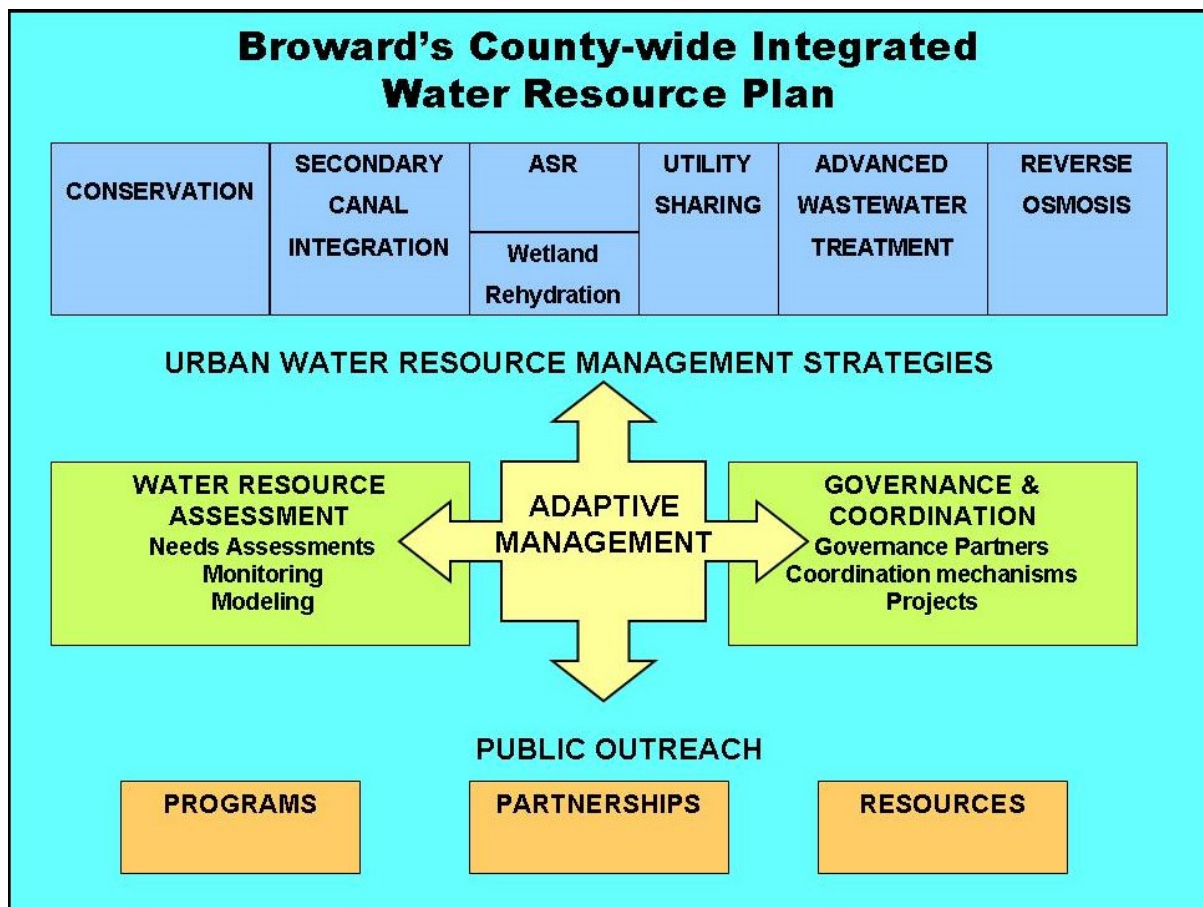 Broward's County-wide Integrated
Water Resource Plan
CONSERVATION
SECONDARY
CANAL
INTEGRATION
ASR
Wetland
Rehydration
UTILITY
SHARING
ADVANCED
WASTEWATER
TREATMENT
REVERSE
OSMOSIS
URBAN WATER RESOURCE MANAGEMENT STRATEGIES
WATER RESOURCE
ASSESSMENT
Needs Assessments
Monitoring
Modeling
ADAPTIVE
MANAGEMENT
GOVERNANCE &
COORDINATION
Governance Partners
Coordination mechanisms
Projects
PUBLIC OUTREACH
PROGRAMS
PARTNERSHIPS
RESOURCES